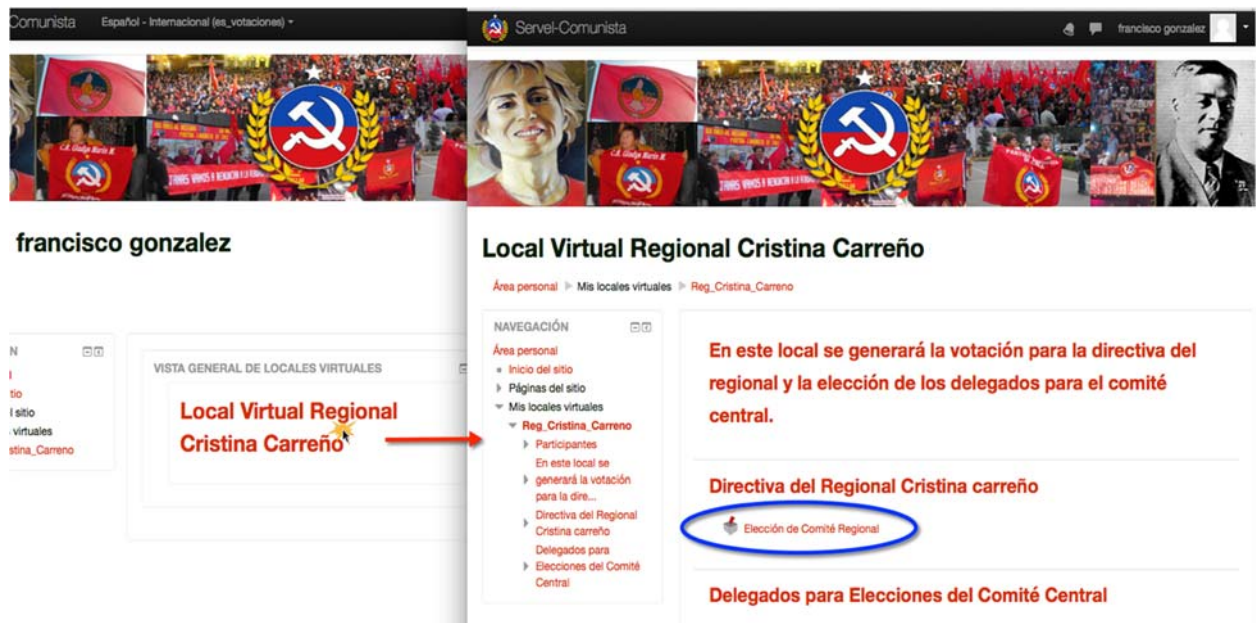 Comunista Español - Internacional (es_votaciones)
francisco gonzalez
N
tio
l sitio
virtuales
stina_Carreno
VISTA GENERAL DE LOCALES VIRTUALES
Local Virtual Regional
Cristina Carreño
Servel-Comunista francisco gonzalez
Local Virtual Regional Cristina Carreño
Área personal Mis locales virtuales Reg_Cristina_Carreno
NAVEGACIÓN
Área personal
Inicio del sitio
Páginas del sitio
Mis locales virtuales
Reg_Cristina_Carreno
Participantes
En este local se
generará la votación
para la dire...
Directiva del Regional
Cristina carreño
Delegados para
Elecciones del Comité
Central
En este local se generará la votación para la directiva del
regional y la elección de los delegados para el comité
central.
Directiva del Regional Cristina carreño
Elección de Comité Regional
Delegados para Elecciones del Comité Central